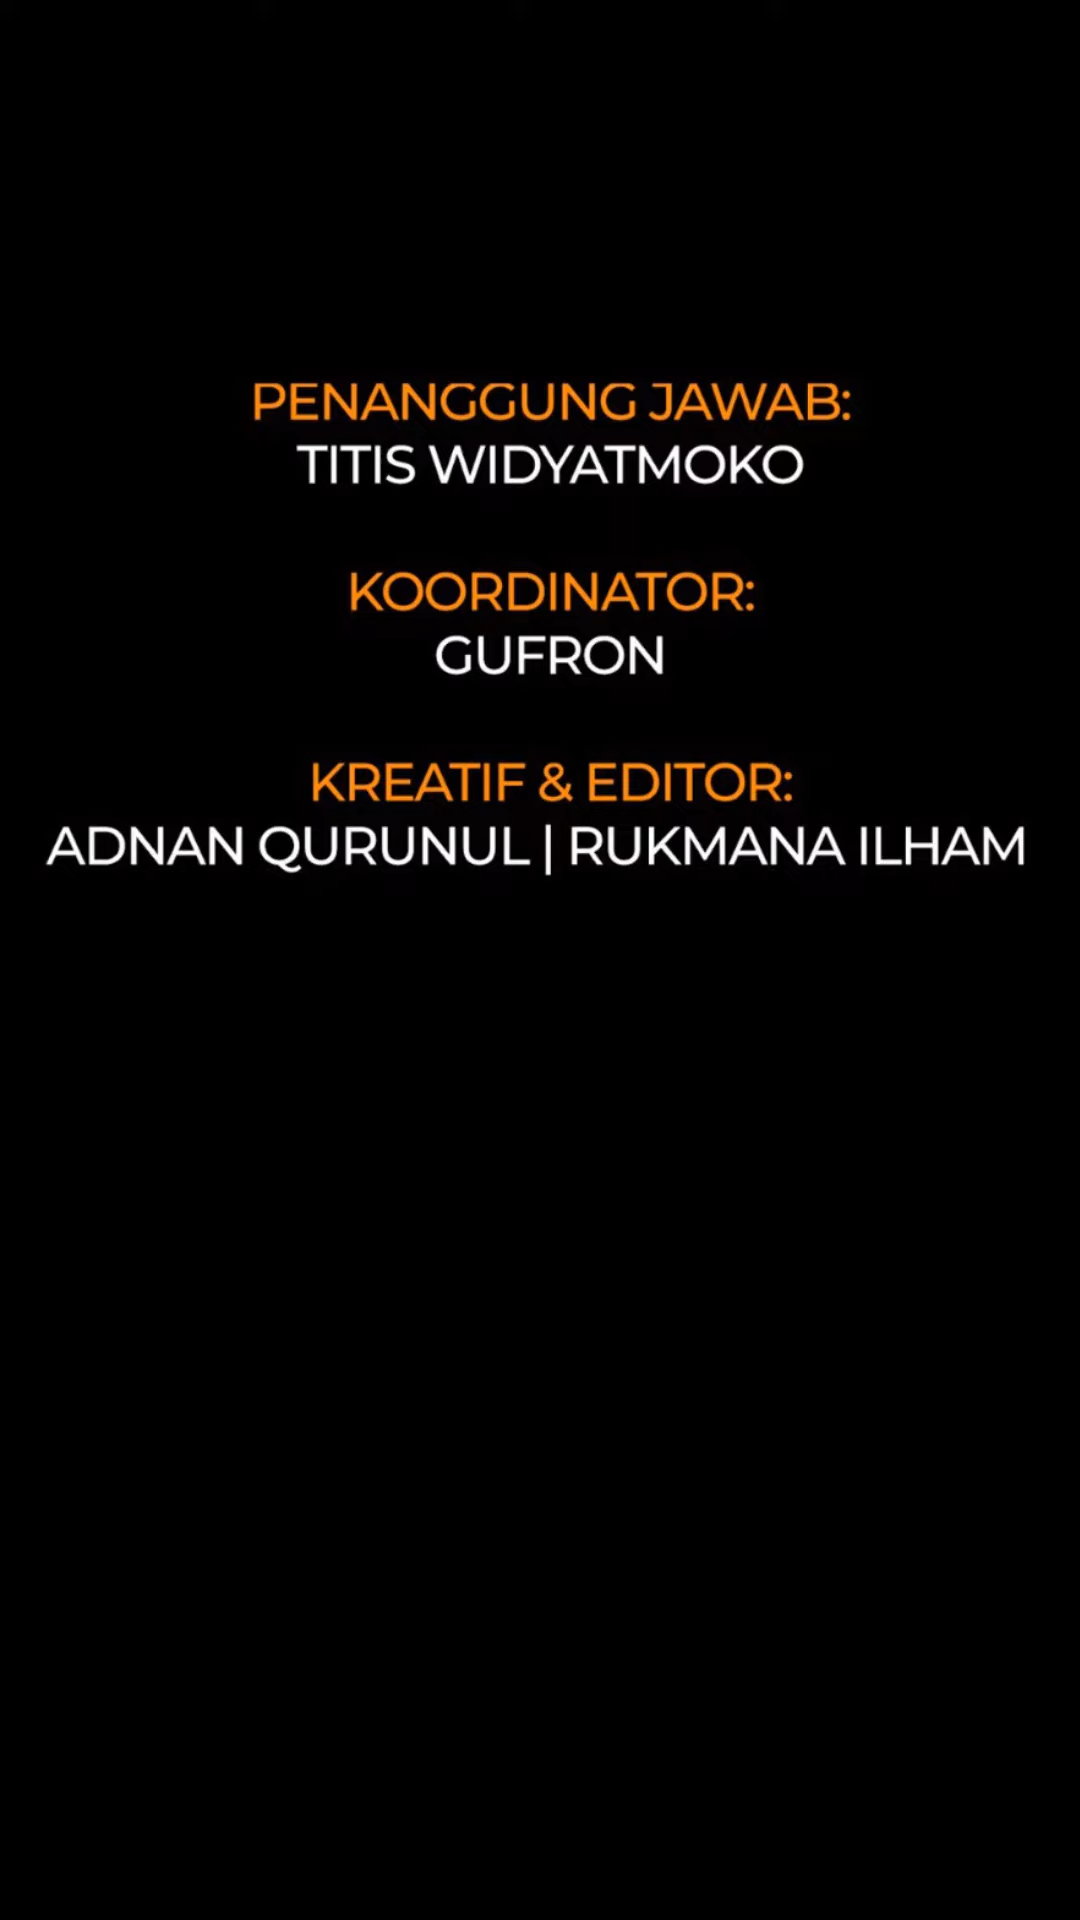 PENANGGUNG JAWAB:
TITIS WIDYATMOKO
KOORDINATOR:
GUFRON
KREATIF & EDITOR:
ADNAN QURUNUL | RUKMANA ILHAM